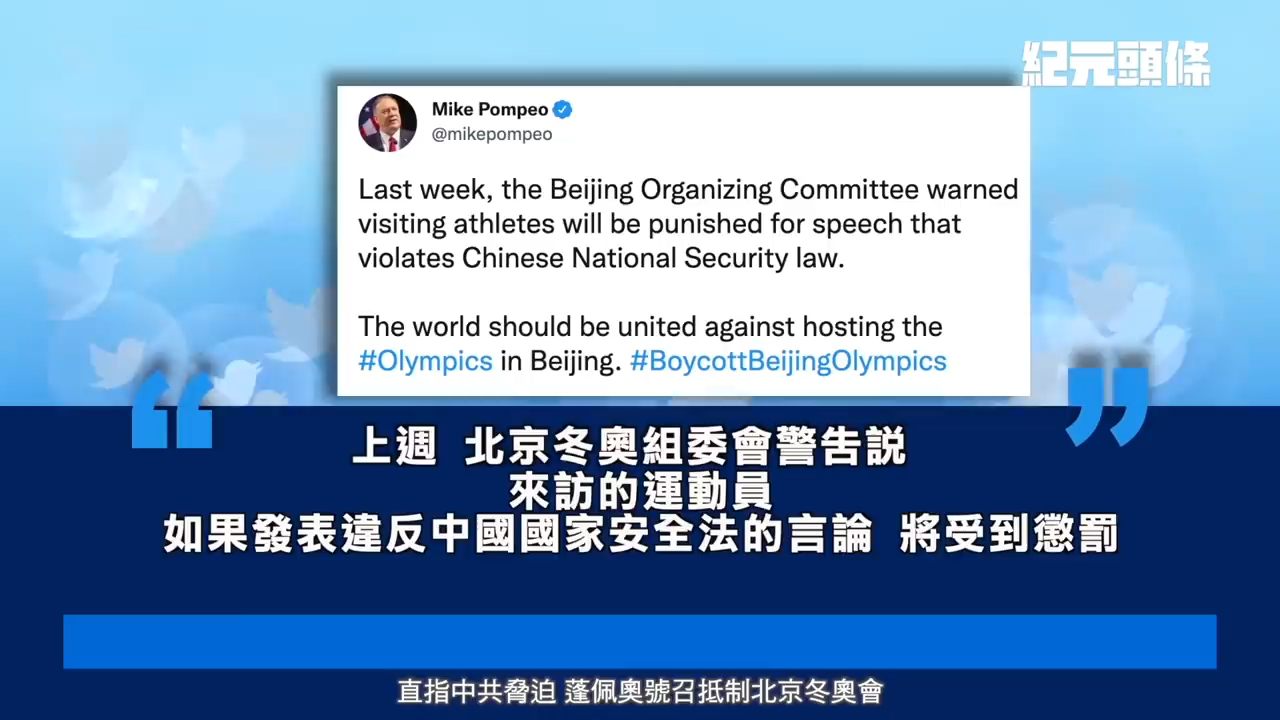 紀元頭條
Mike Pompeo
@mikepompeo
Last week, the Beijing Organizing Committee warned
visiting athletes will be punished for speech that
violates Chinese National Security law.
The world should be united against hosting the
#Olympics in Beijing. #BoycottBeijingOlympics
“ ”
上週 北京冬奧組委會警告説
來訪的運動員
如果發表違反中國國家安全法的言論 將受到懲罰
直指中共脅迫 蓬佩奧號召抵制北京冬奧會